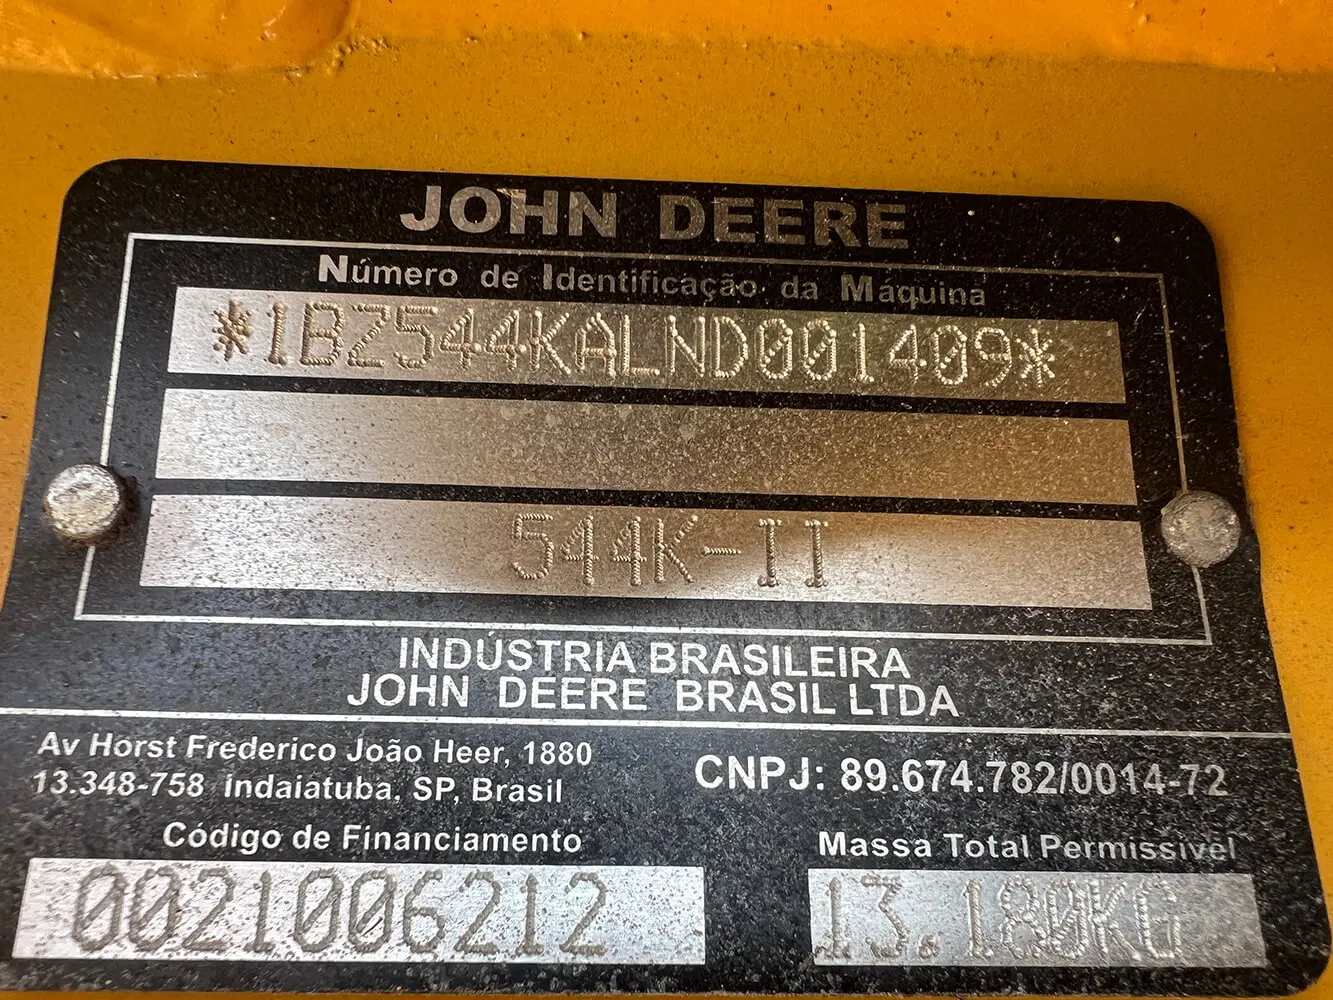 JOHN DEERE
Número de Identificação da Máquina
*1BZ544KALND001409*
544K-II
INDÚSTRIA BRASILEIRA
JOHN DEERE BRASIL LTDA
Av Horst Frederico João Heer, 1880
13.348-758 Indaiatuba, SP, Brasil
CNPJ: 89.674.782/0014-72
Código de Financiamento
0021006212
Massa Total Permissível
13.180KG